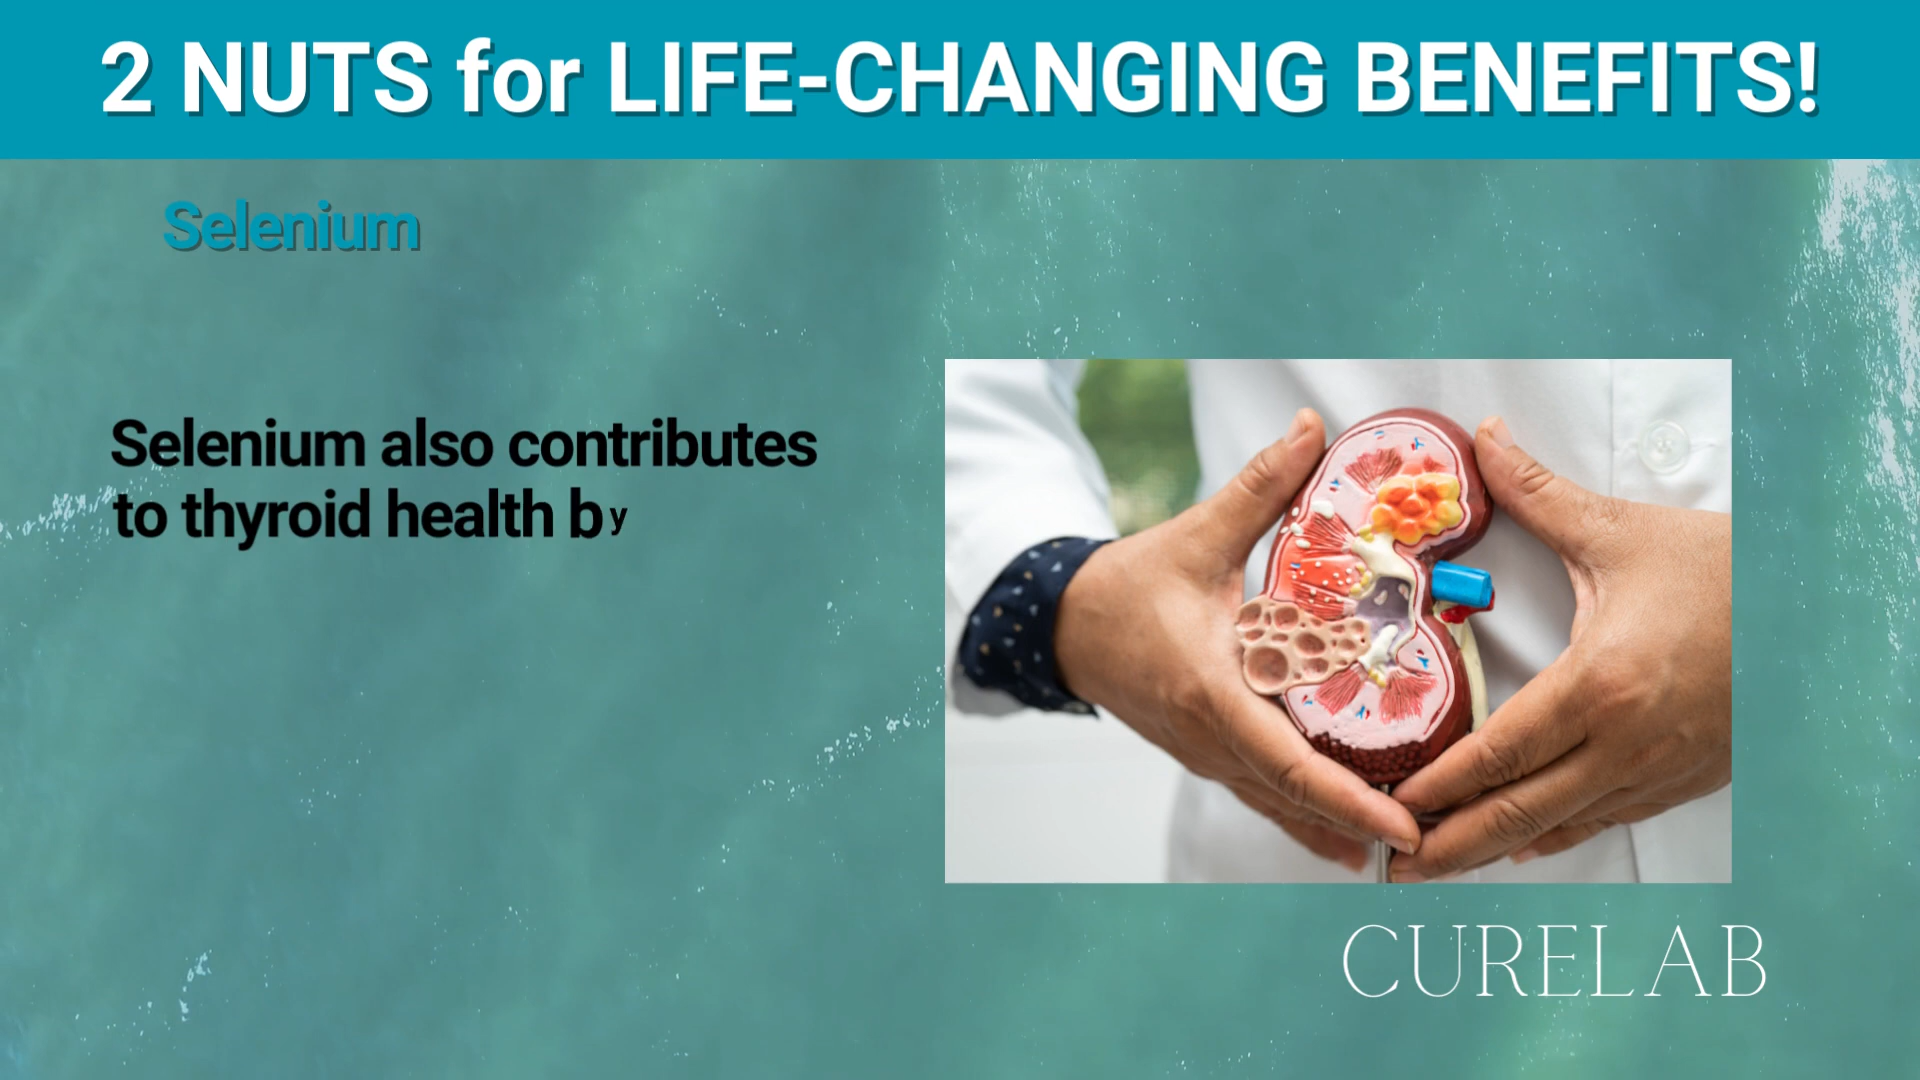 2 NUTS for LIFE-CHANGING BENEFITS!
Selenium
Selenium also contributes
to thyroid health by
CURELAB